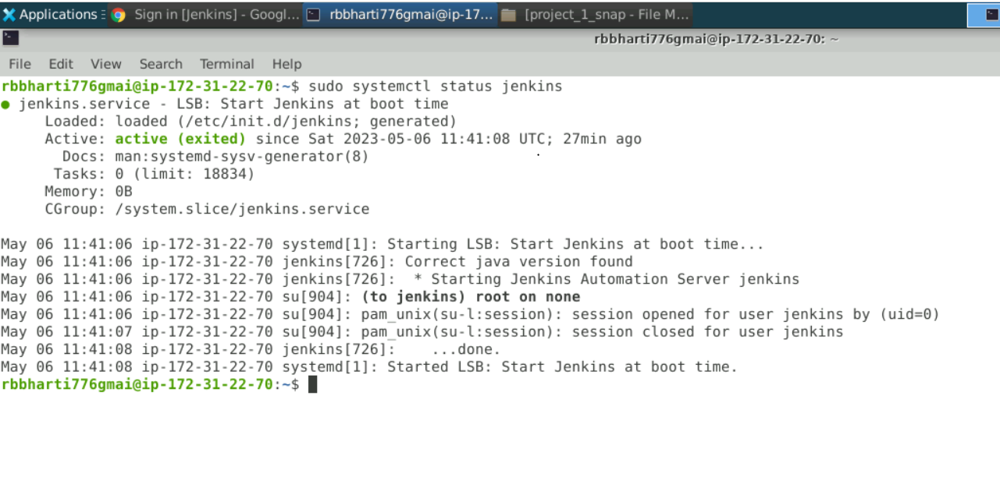 Applications
Sign in [Jenkins] - Googl...
rbbharti776gmai@ip-17...
[project_1_snap - File M...
rbbharti776gmai@ip-172-31-22-70: ~
File Edit View Search Terminal Help
rbbharti776gmai@ip-172-31-22-70:~$ sudo systemctl status jenkins
● jenkins.service - LSB: Start Jenkins at boot time
     Loaded: loaded (/etc/init.d/jenkins; generated)
     Active: active (exited) since Sat 2023-05-06 11:41:08 UTC; 27min ago
       Docs: man:systemd-sysv-generator(8)
      Tasks: 0 (limit: 18834)
     Memory: 0B
     CGroup: /system.slice/jenkins.service

May 06 11:41:06 ip-172-31-22-70 systemd[1]: Starting LSB: Start Jenkins at boot time...
May 06 11:41:06 ip-172-31-22-70 jenkins[726]: Correct java version found
May 06 11:41:06 ip-172-31-22-70 jenkins[726]:  * Starting Jenkins Automation Server jenkins
May 06 11:41:06 ip-172-31-22-70 su[904]: (to jenkins) root on none
May 06 11:41:06 ip-172-31-22-70 su[904]: pam_unix(su-l:session): session opened for user jenkins by (uid=0)
May 06 11:41:07 ip-172-31-22-70 su[904]: pam_unix(su-l:session): session closed for user jenkins
May 06 11:41:08 ip-172-31-22-70 jenkins[726]:    ...done.
May 06 11:41:08 ip-172-31-22-70 systemd[1]: Started LSB: Start Jenkins at boot time.
rbbharti776gmai@ip-172-31-22-70:~$